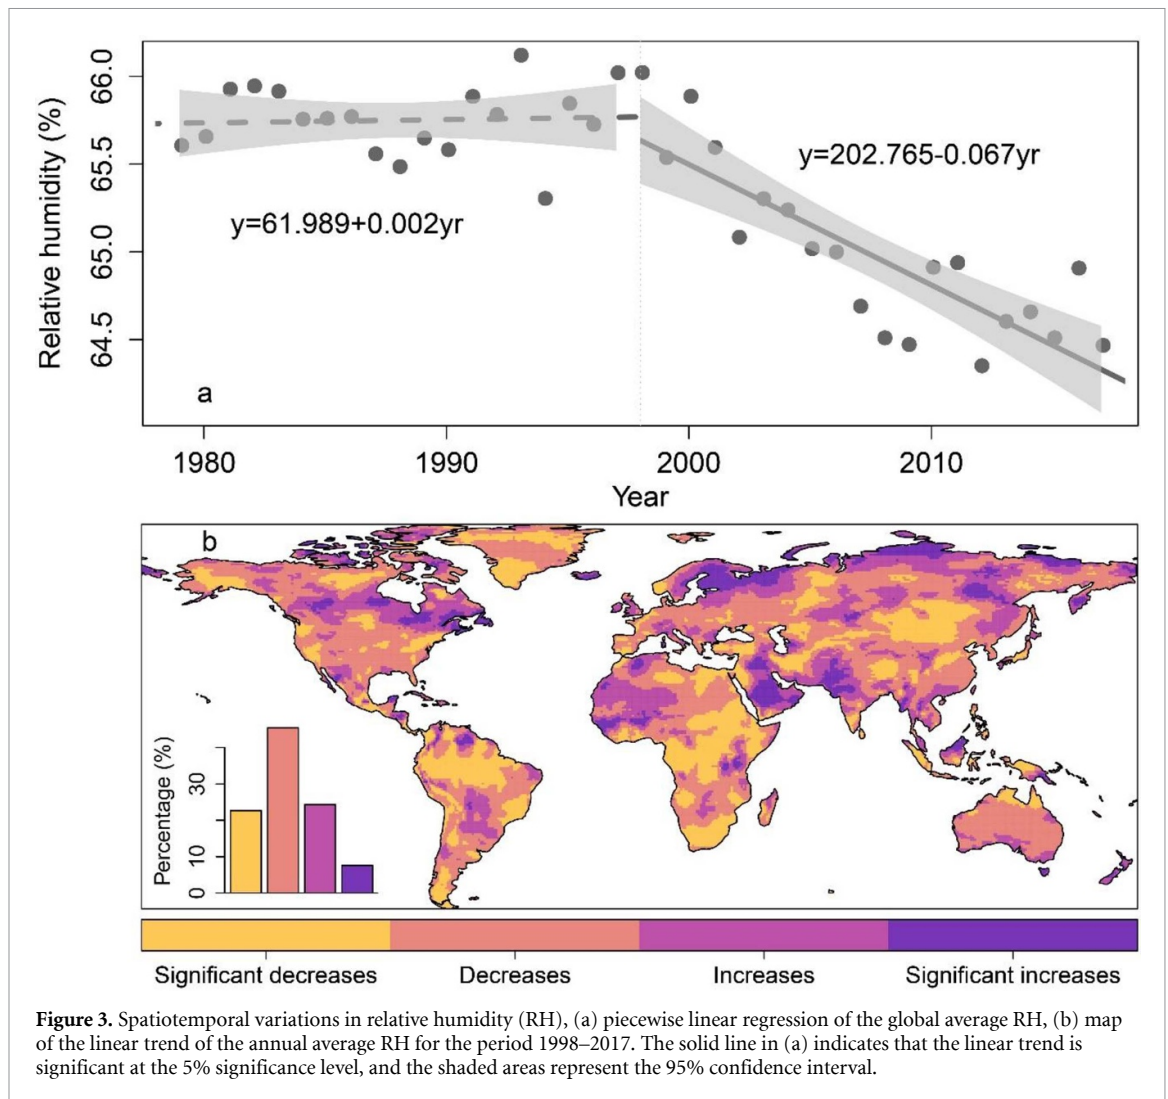 66.0
65.5
65.0
64.5
Relative humidity (%)
y=202.765-0.067yr
y=61.989+0.002yr
a
1980 1990 2000 2010
Year
b
Percentage (%)
30
10
0
Significant decreases Decreases Increases Significant increases
Figure 3. Spatiotemporal variations in relative humidity (RH), (a) piecewise linear regression of the global average RH, (b) map
of the linear trend of the annual average RH for the period 1998–2017. The solid line in (a) indicates that the linear trend is
significant at the 5% significance level, and the shaded areas represent the 95% confidence interval.